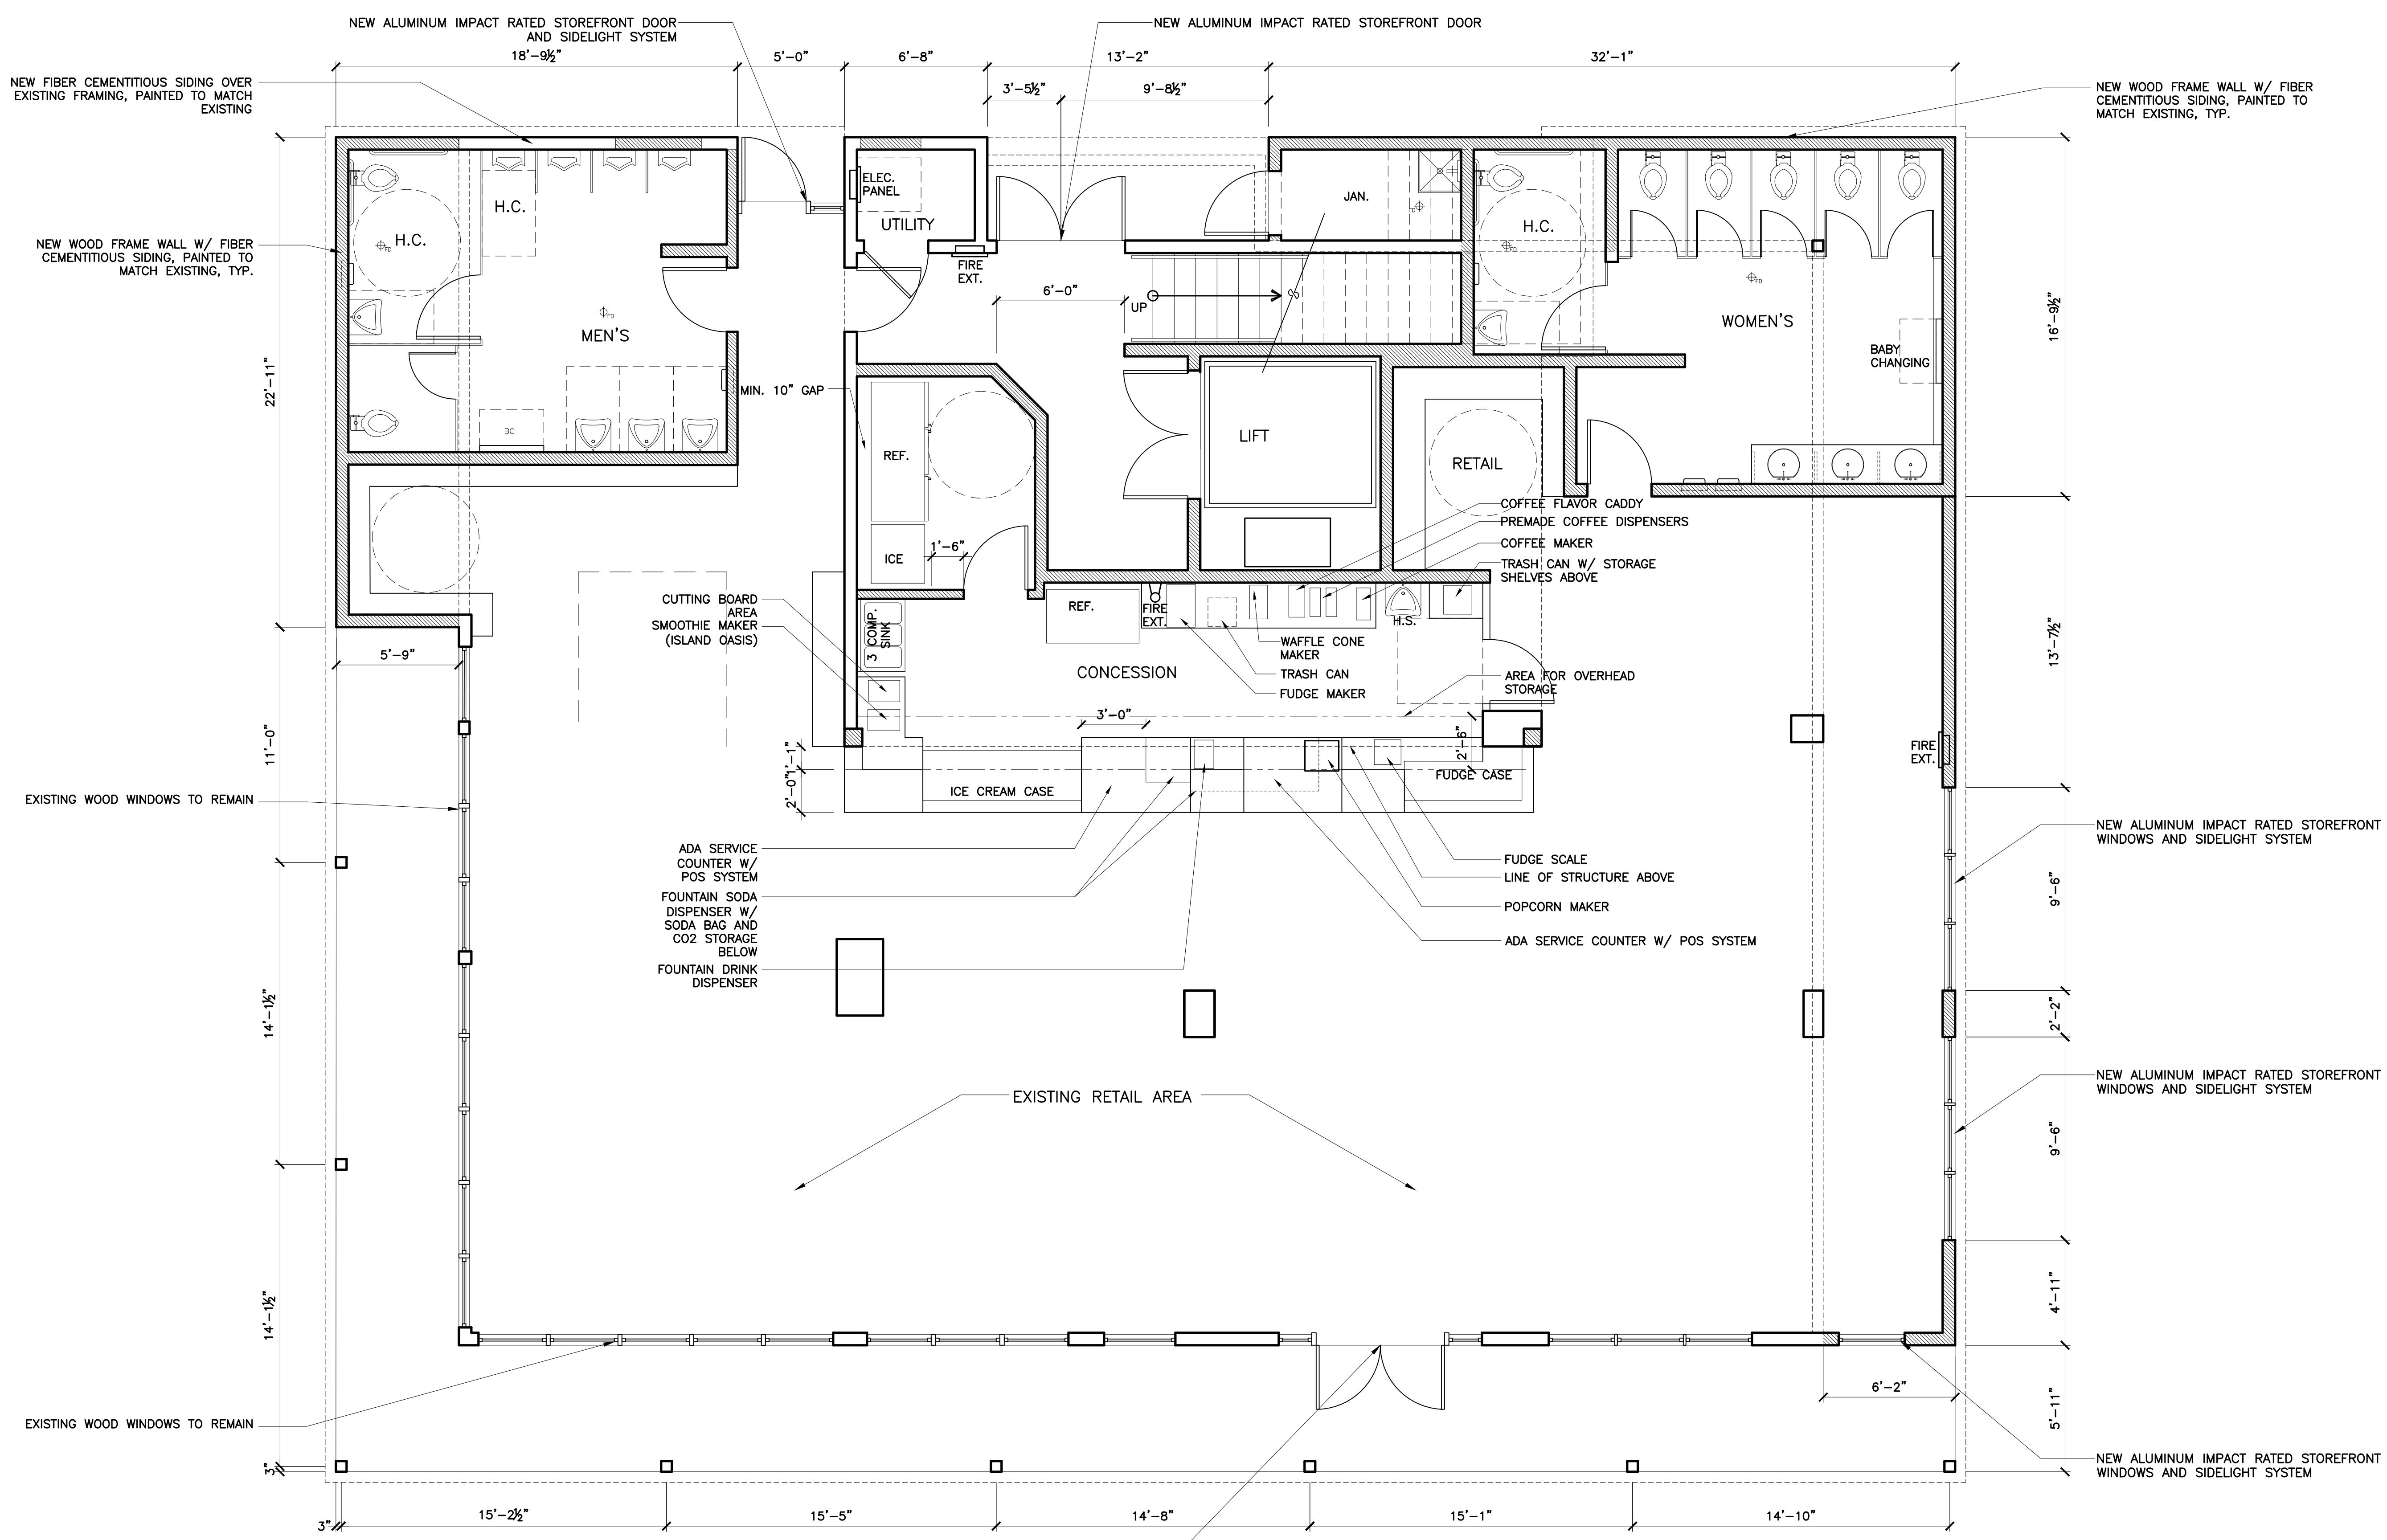 NEW ALUMINUM IMPACT RATED STOREFRONT DOOR
AND SIDELIGHT SYSTEM
NEW ALUMINUM IMPACT RATED STOREFRONT DOOR
18'-9½"
5'-0"
6'-8"
13'-2"
32'-1"
3'-5½"
9'-8½"
NEW FIBER CEMENTITIOUS SIDING OVER
EXISTING FRAMING, PAINTED TO MATCH
EXISTING
NEW WOOD FRAME WALL W/ FIBER
CEMENTITIOUS SIDING, PAINTED TO
MATCH EXISTING, TYP.
NEW WOOD FRAME WALL W/ FIBER
CEMENTITIOUS SIDING, PAINTED TO
MATCH EXISTING, TYP.
H.C.
H.C.
FD
FD
MEN'S
BC
ELEC.
PANEL
UTILITY
FIRE
EXT.
JAN.
FD
H.C.
FD
FD
WOMEN'S
BABY
CHANGING
6'-0"
UP
22'-11"
16'-9½"
MIN. 10" GAP
REF.
ICE
1'-6"
LIFT
RETAIL
COFFEE FLAVOR CADDY
PREMADE COFFEE DISPENSERS
COFFEE MAKER
TRASH CAN W/ STORAGE
SHELVES ABOVE
CUTTING BOARD
AREA
SMOOTHIE MAKER
(ISLAND OASIS)
3 COMP.
SINK
REF.
FIRE
EXT.
H.S.
WAFFLE CONE
MAKER
TRASH CAN
FUDGE MAKER
CONCESSION
AREA FOR OVERHEAD
STORAGE
5'-9"
13'-7½"
11'-0"
3'-0"
2'-6"
1'-1"
2'-0"
ICE CREAM CASE
FUDGE CASE
FIRE
EXT.
EXISTING WOOD WINDOWS TO REMAIN
NEW ALUMINUM IMPACT RATED STOREFRONT
WINDOWS AND SIDELIGHT SYSTEM
ADA SERVICE
COUNTER W/
POS SYSTEM
FOUNTAIN SODA
DISPENSER W/
SODA BAG AND
CO2 STORAGE
BELOW
FOUNTAIN DRINK
DISPENSER
FUDGE SCALE
LINE OF STRUCTURE ABOVE
POPCORN MAKER
ADA SERVICE COUNTER W/ POS SYSTEM
9'-6"
2'-2"
14'-1½"
EXISTING RETAIL AREA
NEW ALUMINUM IMPACT RATED STOREFRONT
WINDOWS AND SIDELIGHT SYSTEM
9'-6"
14'-1½"
4'-11"
6'-2"
5'-11"
EXISTING WOOD WINDOWS TO REMAIN
NEW ALUMINUM IMPACT RATED STOREFRONT
WINDOWS AND SIDELIGHT SYSTEM
3"
3"
15'-2½"
15'-5"
14'-8"
15'-1"
14'-10"